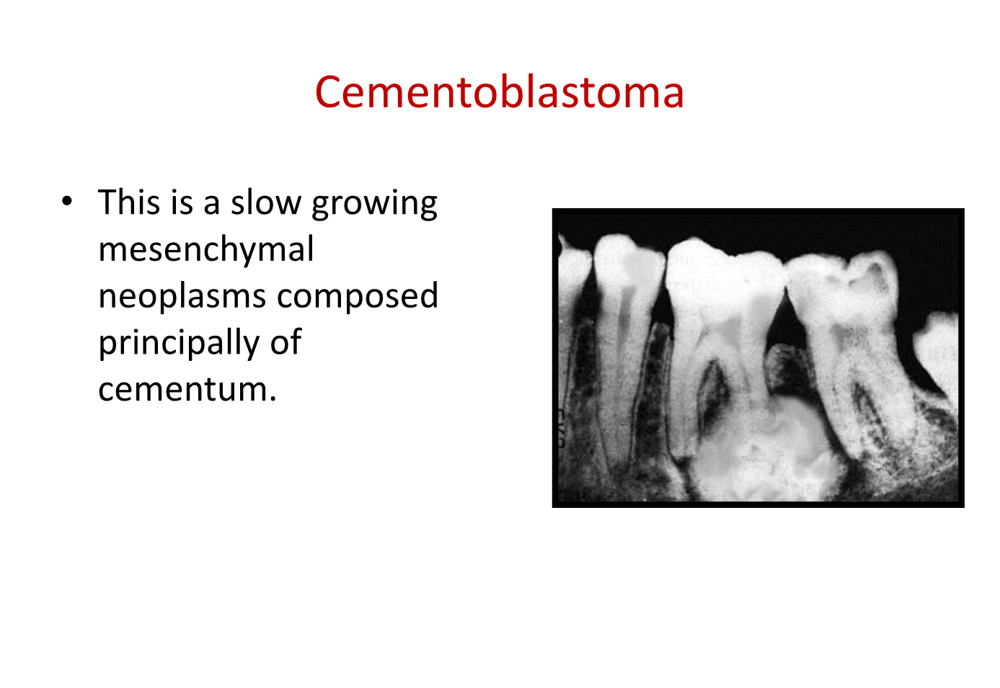 Cementoblastoma
• This is a slow growing
mesenchymal
neoplasms composed
principally of
cementum.